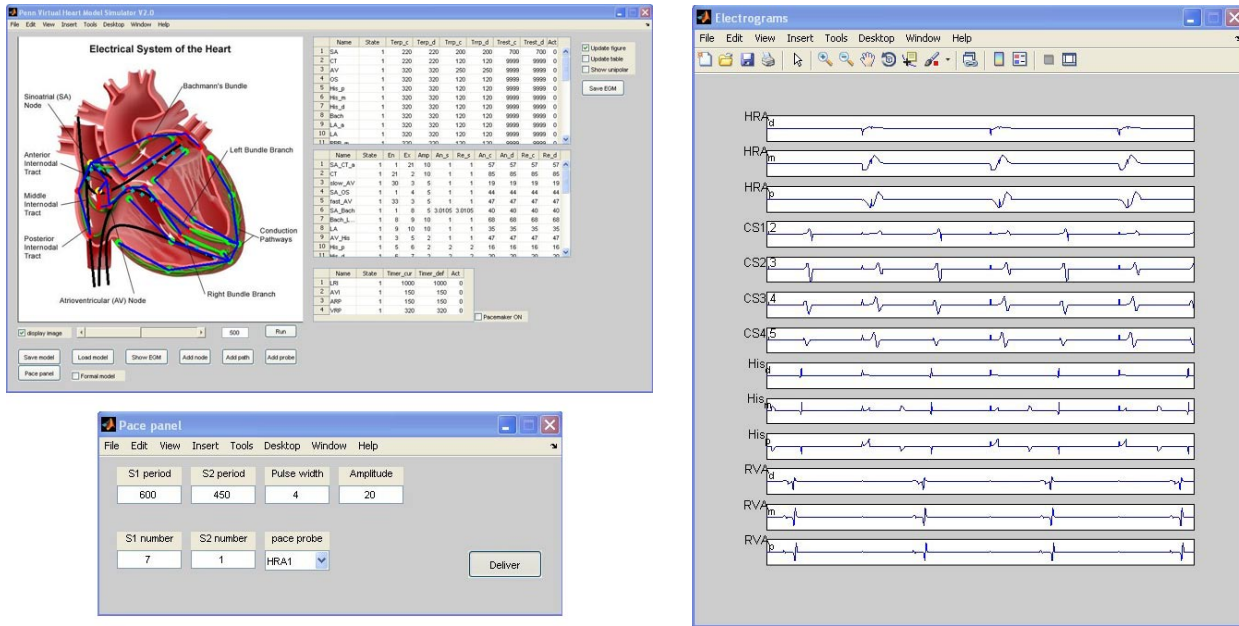 Penn Virtual Heart Model Simulator V2.0
File Edit View Insert Tools Desktop Window Help
Electrical System of the Heart
Bachmann's Bundle
Sinoatrial (SA)
Node
Anterior
Internodal
Tract
Left Bundle Branch
Middle
Internodal
Tract
Posterior
Internodal
Tract
Conduction
Pathways
Right Bundle Branch
Atrioventricular (AV) Node
display image 500 Run
Save model Load model Show EGM Add node Add path Add probe
Pace panel Formal model
Name State Terp_c Terp_d Trrp_c Trrp_d Trest_c Trest_d Act
1 SA 1 220 220 200 200 700 700 0
2 CT 1 220 220 120 120 9999 9999 0
3 AV 1 320 320 250 250 9999 9999 0
4 OS 1 320 320 120 120 9999 9999 0
5 His_p 1 320 320 120 120 9999 9999 0
6 His_m 1 320 320 120 120 9999 9999 0
7 His_d 1 320 320 120 120 9999 9999 0
8 Bach 1 320 320 120 120 9999 9999 0
9 LA_a 1 320 320 120 120 9999 9999 0
10 LA 1 320 320 120 120 9999 9999 0
Name State En Ex Amp An_s Re_s An_c An_d Re_c Re_d
1 SA_CT_a 1 1 21 10 1 1 57 57 57 57
2 CT 1 21 2 10 1 1 85 85 85 85
3 slow_AV 1 30 3 5 1 1 19 19 19 19
4 SA_OS 1 1 4 5 1 1 44 44 44 44
5 fast_AV 1 33 3 5 1 1 47 47 47 47
6 SA_Bach 1 1 8 5 3.0105 3.0105 40 40 40 40
7 Bach_L... 1 8 9 10 1 1 68 68 68 68
8 LA 1 9 10 10 1 1 35 35 35 35
9 AV_His 1 3 5 2 1 1 47 47 47 47
10 His_p 1 5 6 2 2 2 16 16 16 16
Name State Timer_cur Timer_def Act
1 LRI 1 1000 1000 0
2 AVI 1 150 150 0
3 ARP 1 150 150 0
4 VRP 1 320 320 0
Pacemaker ON
Update figure
Update table
Show unipolar
Save EGM
Pace panel
File Edit View Insert Tools Desktop Window Help
S1 period S2 period Pulse width Amplitude
600 450 4 20
S1 number S2 number pace probe
7 1 HRA1
Deliver
Electrograms
File Edit View Insert Tools Desktop Window Help
HRA d
HRA m
HRA p
CS1,2
CS2,3
CS3,4
CS4,5
His d
His m
His p
RVA d
RVA m
RVA p